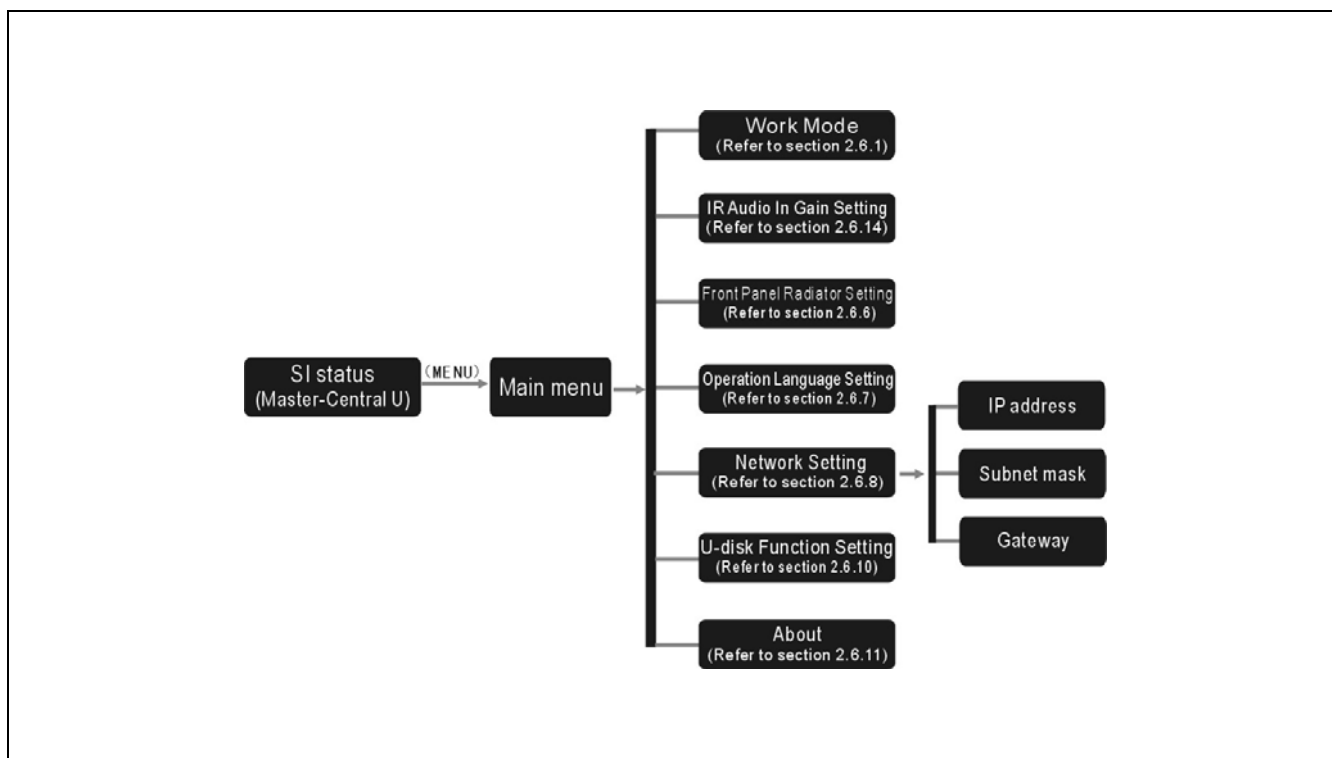 Work Mode
(Refer to section 2.6.1)
IR Audio In Gain Setting
(Refer to section 2.6.14)
Front Panel Radiator Setting
(Refer to section 2.6.6)
SI status
(Master-Central U)
(MENU)
Main menu
Operation Language Setting
(Refer to section 2.6.7)
Network Setting
(Refer to section 2.6.8)
IP address
Subnet mask
Gateway
U-disk Function Setting
(Refer to section 2.6.10)
About
(Refer to section 2.6.11)